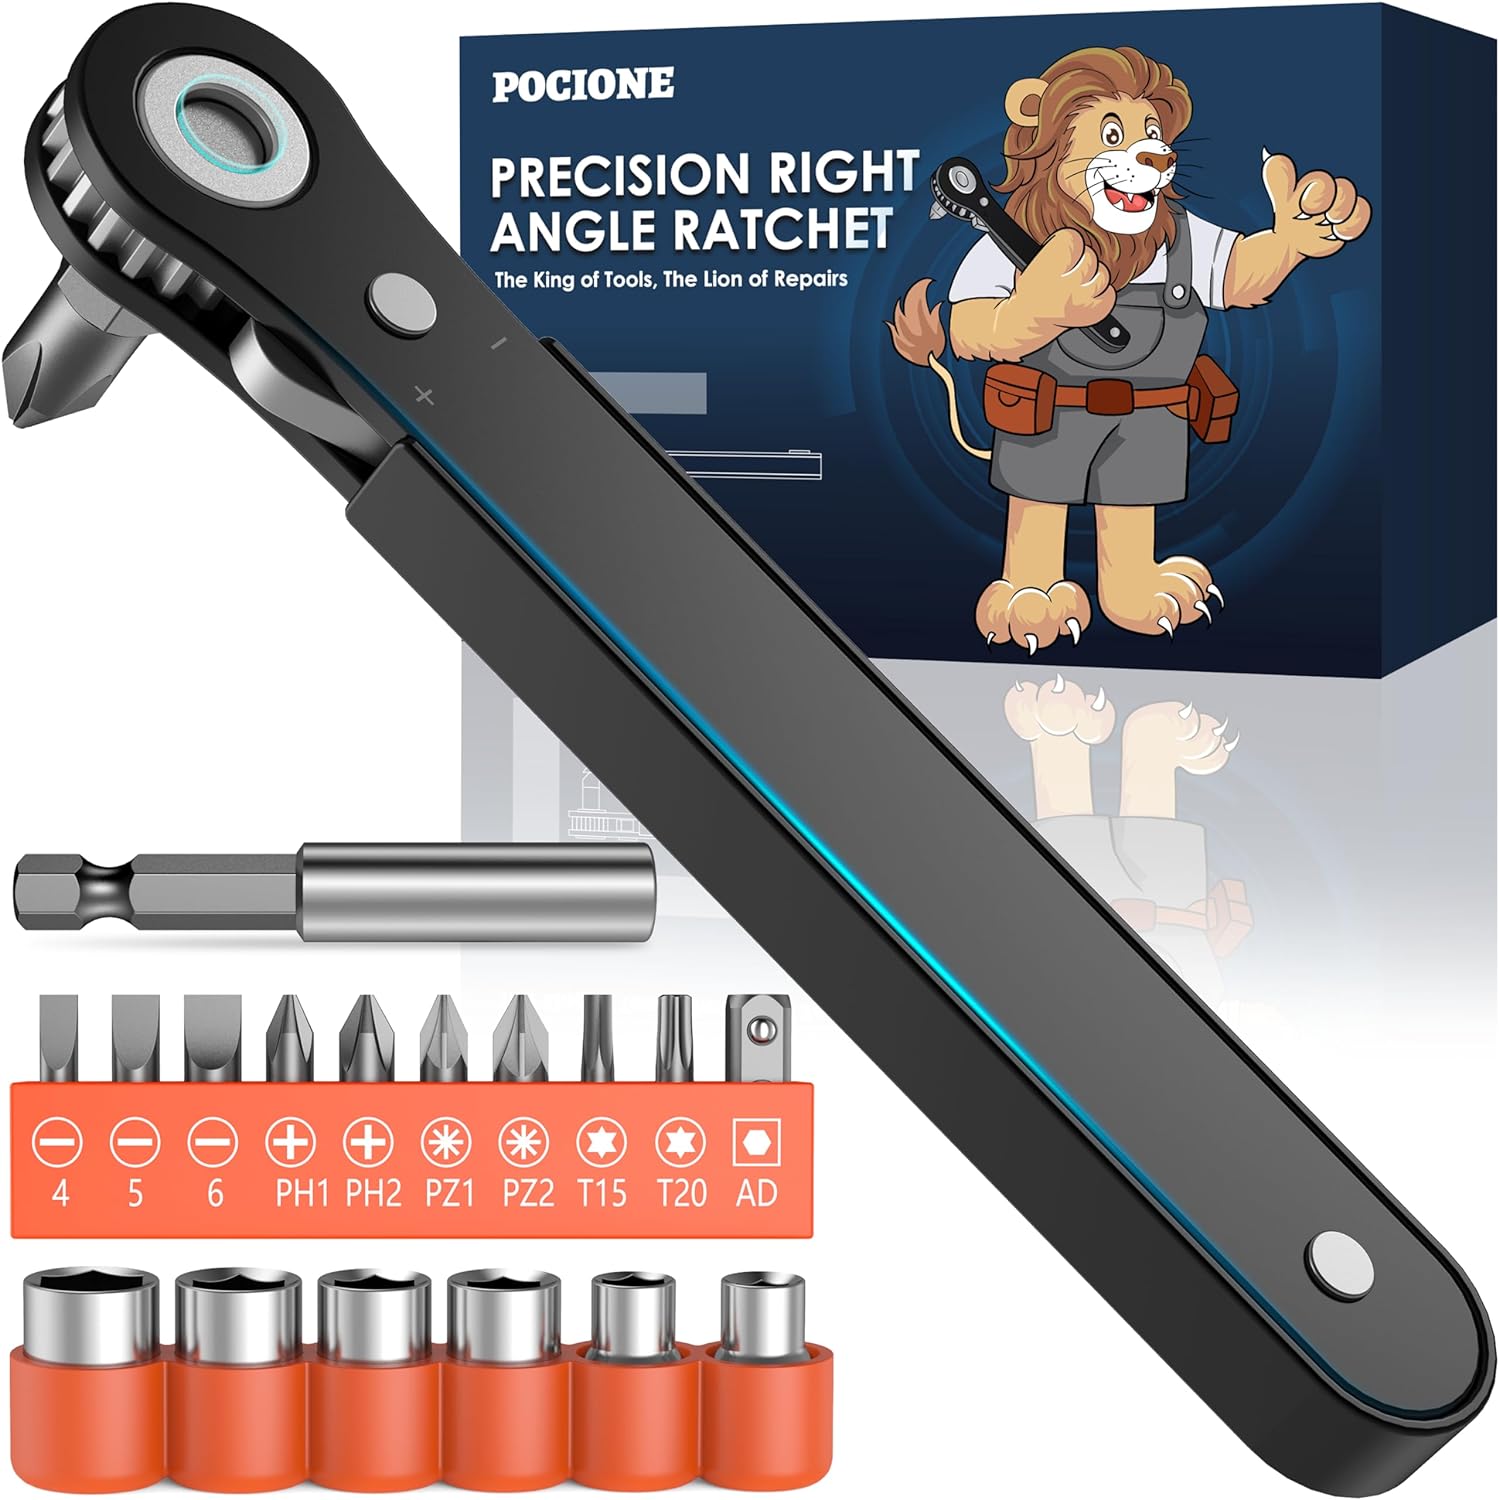 POCIONE
PRECISION RIGHT
ANGLE RATCHET
The King of Tools, The Lion of Repairs
- 
+
4 5 6 PH1 PH2 PZ1 PZ2 T15 T20 AD